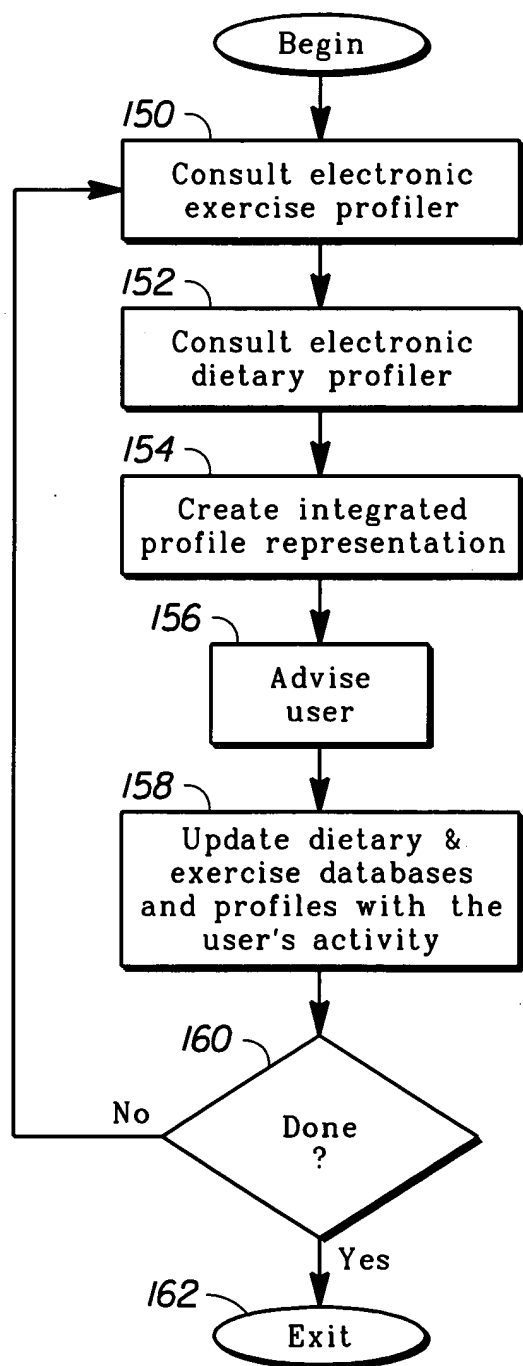 Begin
150
Consult electronic
exercise profiler
152
Consult electronic
dietary profiler
154
Create integrated
profile representation
156
Advise
user
158
Update dietary &
exercise databases
and profiles with the
user's activity
160
No
Done
?
Yes
162
Exit